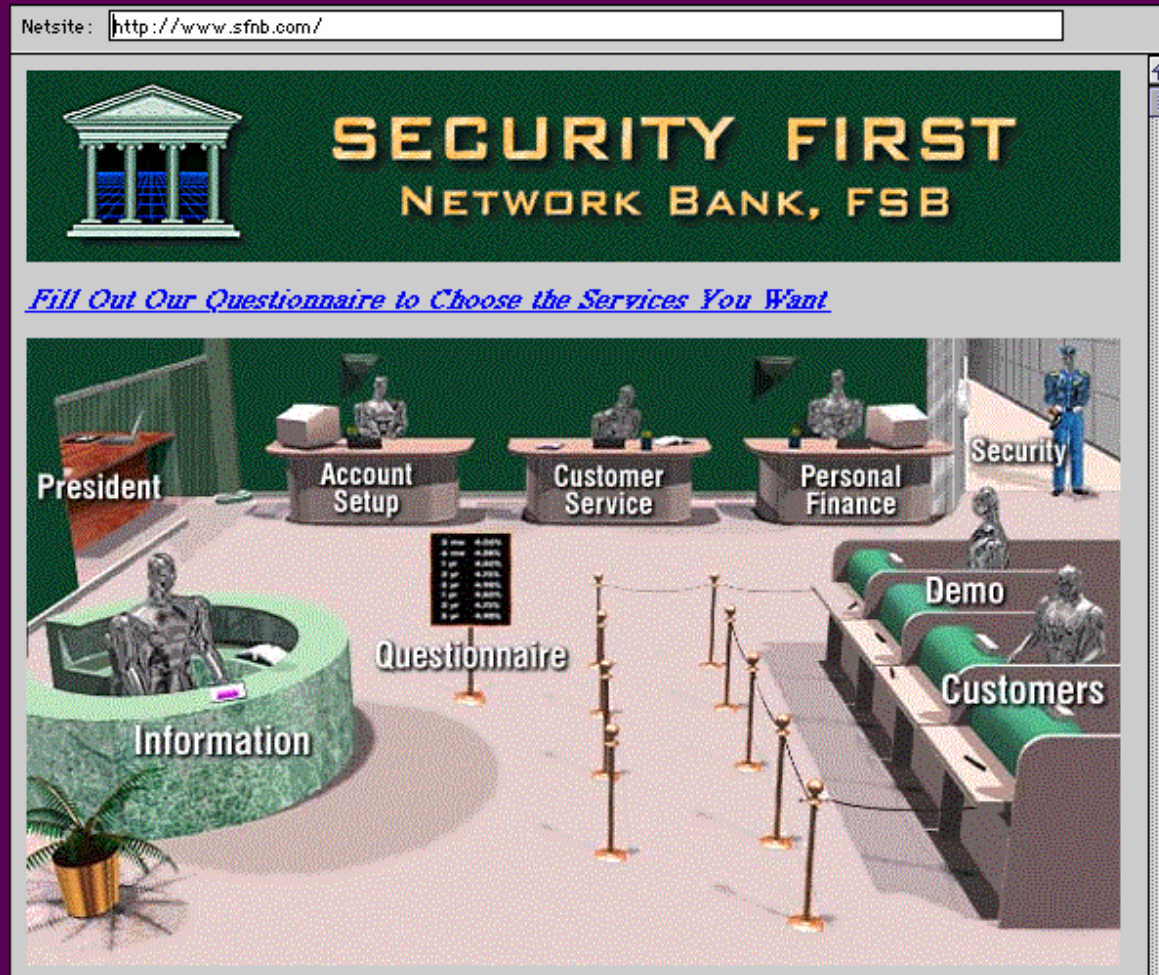 Netsite: http://www.sfnb.com/
SECURITY FIRST
NETWORK BANK, FSB
Fill Out Our Questionnaire to Choose the Services You Want
President
Account
Setup
Customer
Service
Personal
Finance
Security
Questionnaire
Demo
Customers
Information